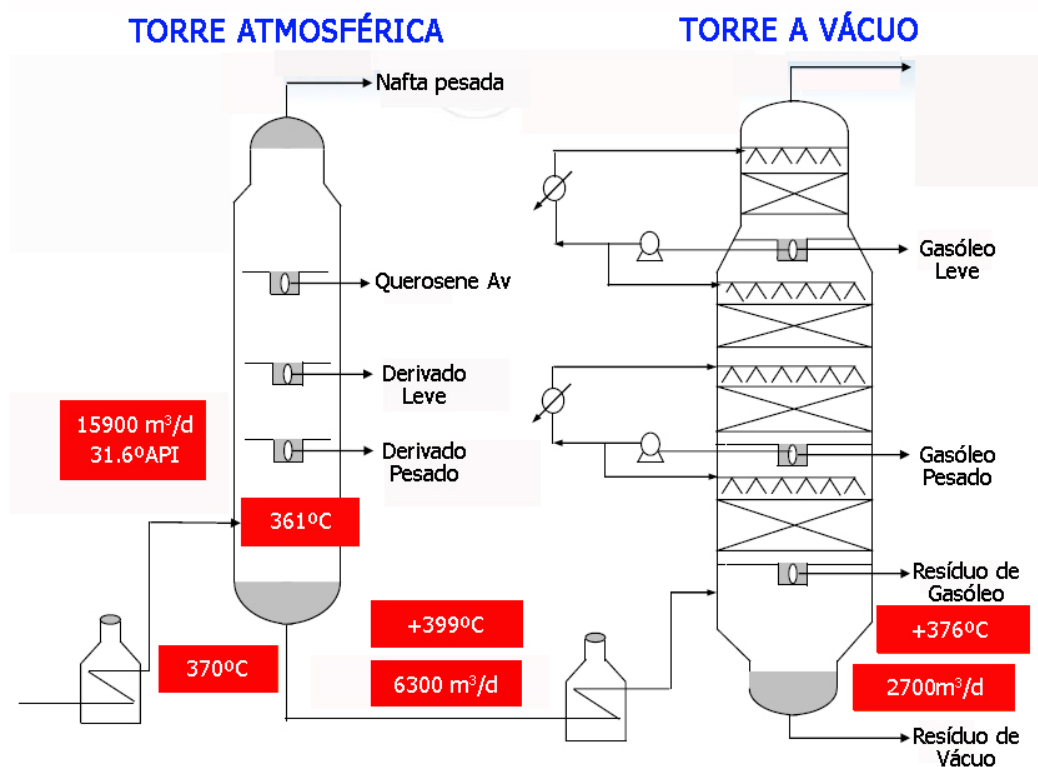 TORRE ATMOSFÉRICA
TORRE A VÁCUO
Nafta pesada
Querosene Av
Derivado
Leve
Derivado
Pesado
15900 m³/d
31.6ºAPI
361ºC
370ºC
+399ºC
6300 m³/d
Gasóleo
Leve
Gasóleo
Pesado
Resíduo de
Gasóleo
+376ºC
2700m³/d
Resíduo de
Vácuo